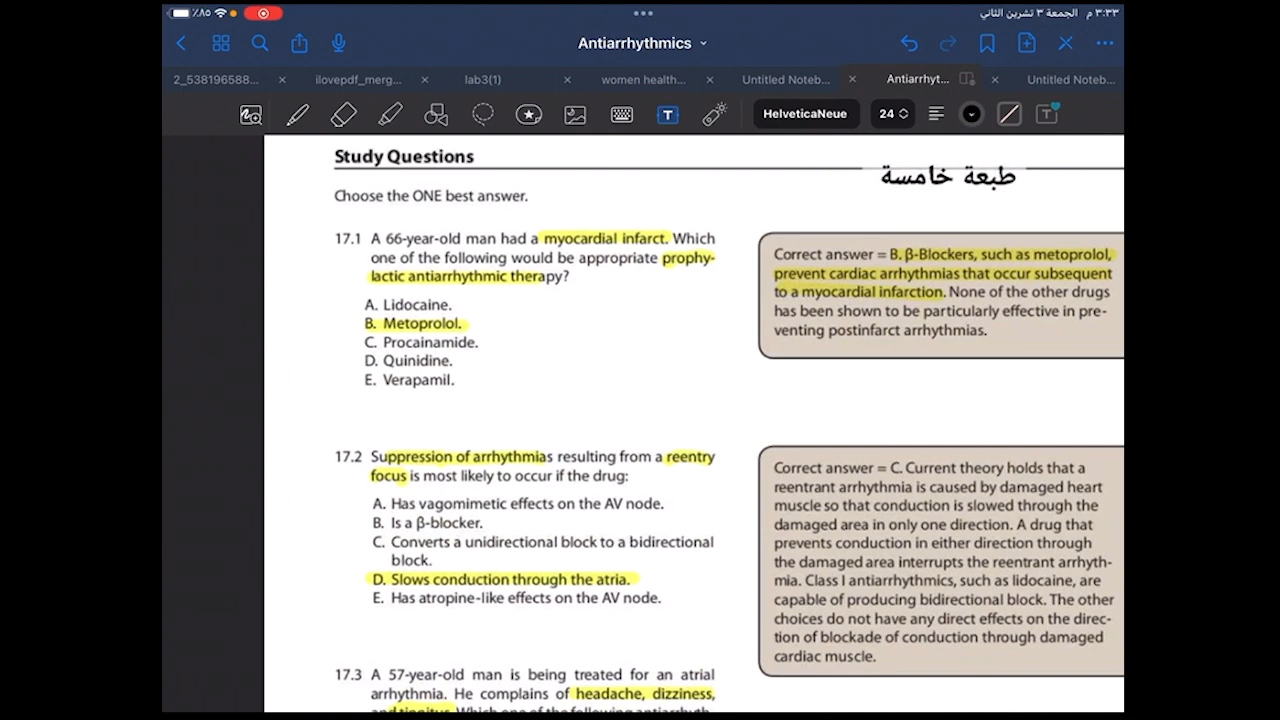 ٪٨٥
٣:٣٣ م الجمعة ٣ تشرين الثاني
Antiarrhythmics
2_538196588...
ilovepdf_merg...
lab3(1)
women health...
Untitled Noteb...
Antiarrhyt...
Untitled Noteb...
T
HelveticaNeue
24
T
Study Questions
طبعة خامسة
Choose the ONE best answer.
17.1 A 66-year-old man had a myocardial infarct. Which
one of the following would be appropriate prophy-
lactic antiarrhythmic therapy?
A. Lidocaine.
B. Metoprolol.
C. Procainamide.
D. Quinidine.
E. Verapamil.
Correct answer = B. β-Blockers, such as metoprolol,
prevent cardiac arrhythmias that occur subsequent
to a myocardial infarction. None of the other drugs
has been shown to be particularly effective in pre-
venting postinfarct arrhythmias.
17.2 Suppression of arrhythmias resulting from a reentry
focus is most likely to occur if the drug:
A. Has vagomimetic effects on the AV node.
B. Is a β-blocker.
C. Converts a unidirectional block to a bidirectional
block.
D. Slows conduction through the atria.
E. Has atropine-like effects on the AV node.
Correct answer = C. Current theory holds that a
reentrant arrhythmia is caused by damaged heart
muscle so that conduction is slowed through the
damaged area in only one direction. A drug that
prevents conduction in either direction through
the damaged area interrupts the reentrant arrhyth-
mia. Class I antiarrhythmics, such as lidocaine, are
capable of producing bidirectional block. The other
choices do not have any direct effects on the direc-
tion of blockade of conduction through damaged
cardiac muscle.
17.3 A 57-year-old man is being treated for an atrial
arrhythmia. He complains of headache, dizziness,
and tinnitus. Which one of the following antiarrhyth-